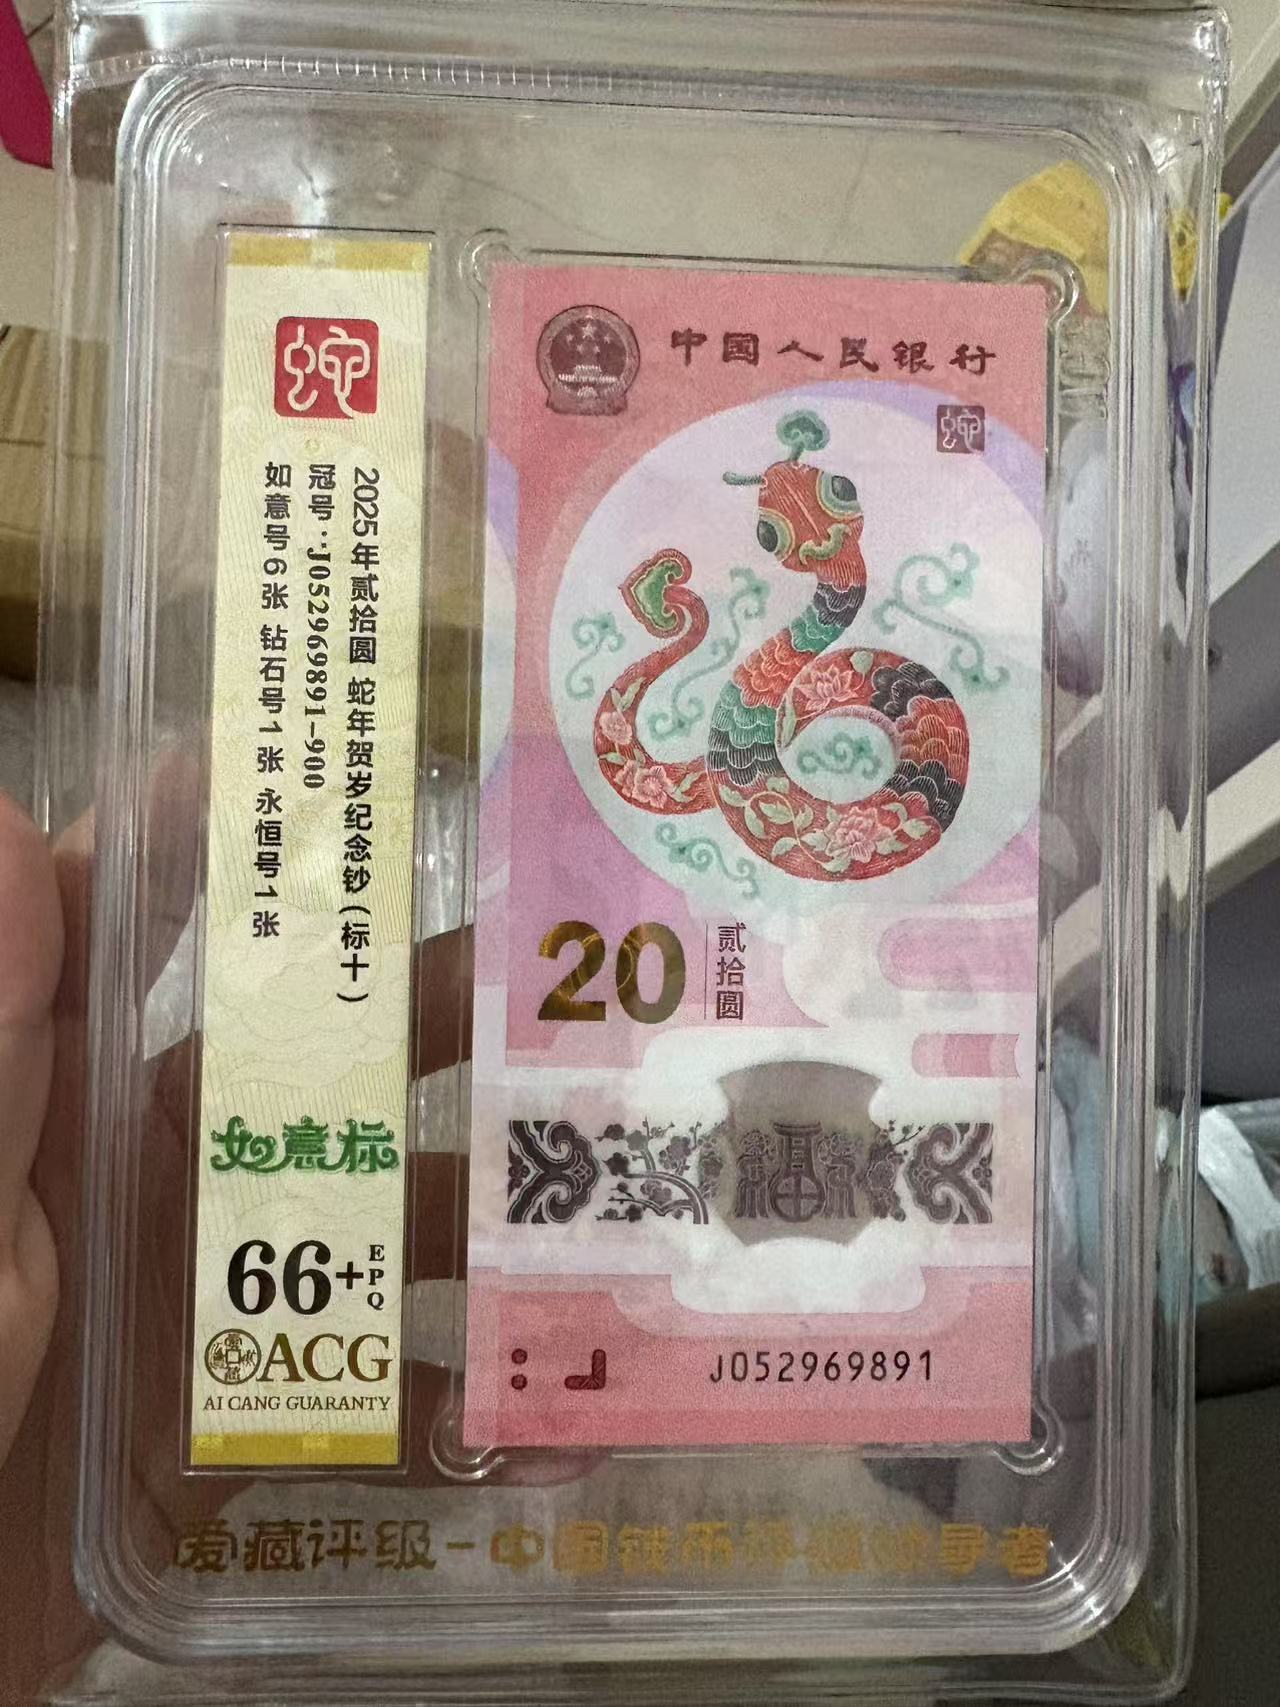 蛇
2025年贰拾圆 蛇年贺岁纪念钞(标十)
冠号:J052969891-900
如意号6张 钻石号1张 永恒号1张
如意标
66+
EPQ
ACG
AI CANG GUARANTY
中国人民银行
蛇
20
贰拾圆
福
J
J052969891
爱藏评级-中国钱币评级领导者